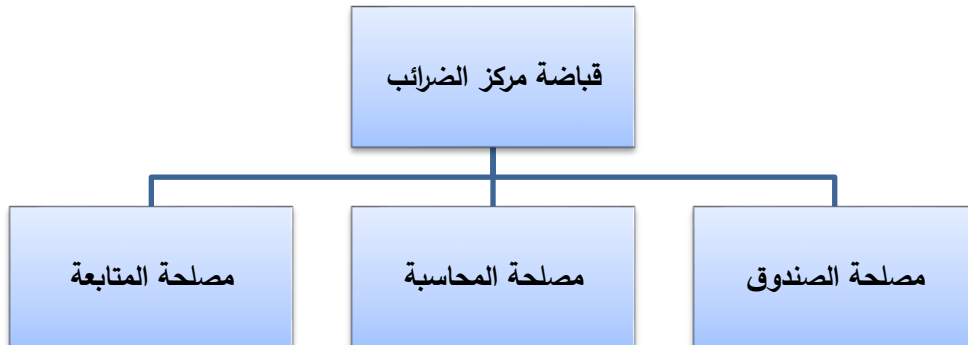 قباضة مركز الضرائب
مصلحة الصندوق
مصلحة المحاسبة
مصلحة المتابعة